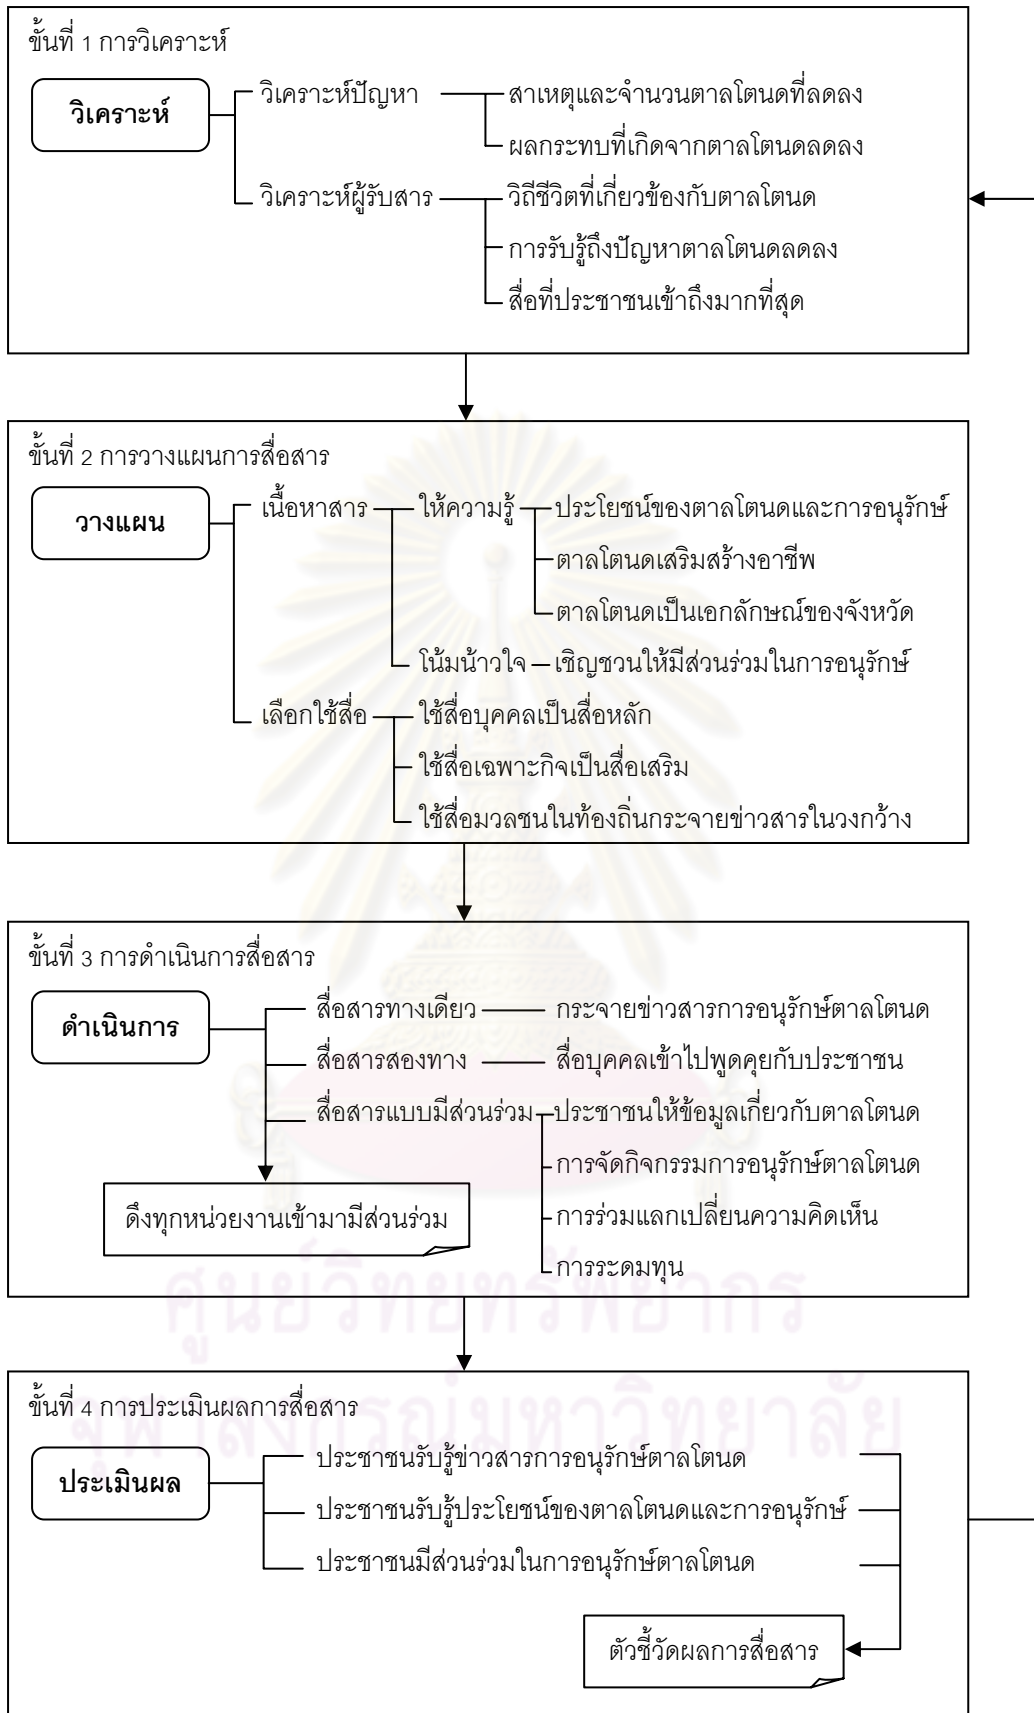 ขั้นที่ 1 การวิเคราะห์
วิเคราะห์
วิเคราะห์ปัญหา
สาเหตุและจำนวนตาลโตนดที่ลดลง
ผลกระทบที่เกิดจากตาลโตนดลดลง
วิเคราะห์ผู้รับสาร
วิถีชีวิตที่เกี่ยวข้องกับตาลโตนด
การรับรู้ถึงปัญหาตาลโตนดลดลง
สื่อที่ประชาชนเข้าถึงมากที่สุด
ขั้นที่ 2 การวางแผนการสื่อสาร
วางแผน
เนื้อหาสาร
ให้ความรู้
ประโยชน์ของตาลโตนดและการอนุรักษ์
ตาลโตนดเสริมสร้างอาชีพ
ตาลโตนดเป็นเอกลักษณ์ของจังหวัด
โน้มน้าวใจ
เชิญชวนให้มีส่วนร่วมในการอนุรักษ์
เลือกใช้สื่อ
ใช้สื่อบุคคลเป็นสื่อหลัก
ใช้สื่อเฉพาะกิจเป็นสื่อเสริม
ใช้สื่อมวลชนในท้องถิ่นกระจายข่าวสารในวงกว้าง
ขั้นที่ 3 การดำเนินการสื่อสาร
ดำเนินการ
สื่อสารทางเดียว
กระจายข่าวสารการอนุรักษ์ตาลโตนด
สื่อสารสองทาง
สื่อบุคคลเข้าไปพูดคุยกับประชาชน
สื่อสารแบบมีส่วนร่วม
ประชาชนให้ข้อมูลเกี่ยวกับตาลโตนด
การจัดกิจกรรมการอนุรักษ์ตาลโตนด
การร่วมแลกเปลี่ยนความคิดเห็น
การระดมทุน
ดึงทุกหน่วยงานเข้ามามีส่วนร่วม
ศูนย์วิทยทรัพยากร
จุฬาลงกรณ์มหาวิทยาลัย
ขั้นที่ 4 การประเมินผลการสื่อสาร
ประเมินผล
ประชาชนรับรู้ข่าวสารการอนุรักษ์ตาลโตนด
ประชาชนรับรู้ประโยชน์ของตาลโตนดและการอนุรักษ์
ประชาชนมีส่วนร่วมในการอนุรักษ์ตาลโตนด
ตัวชี้วัดผลการสื่อสาร